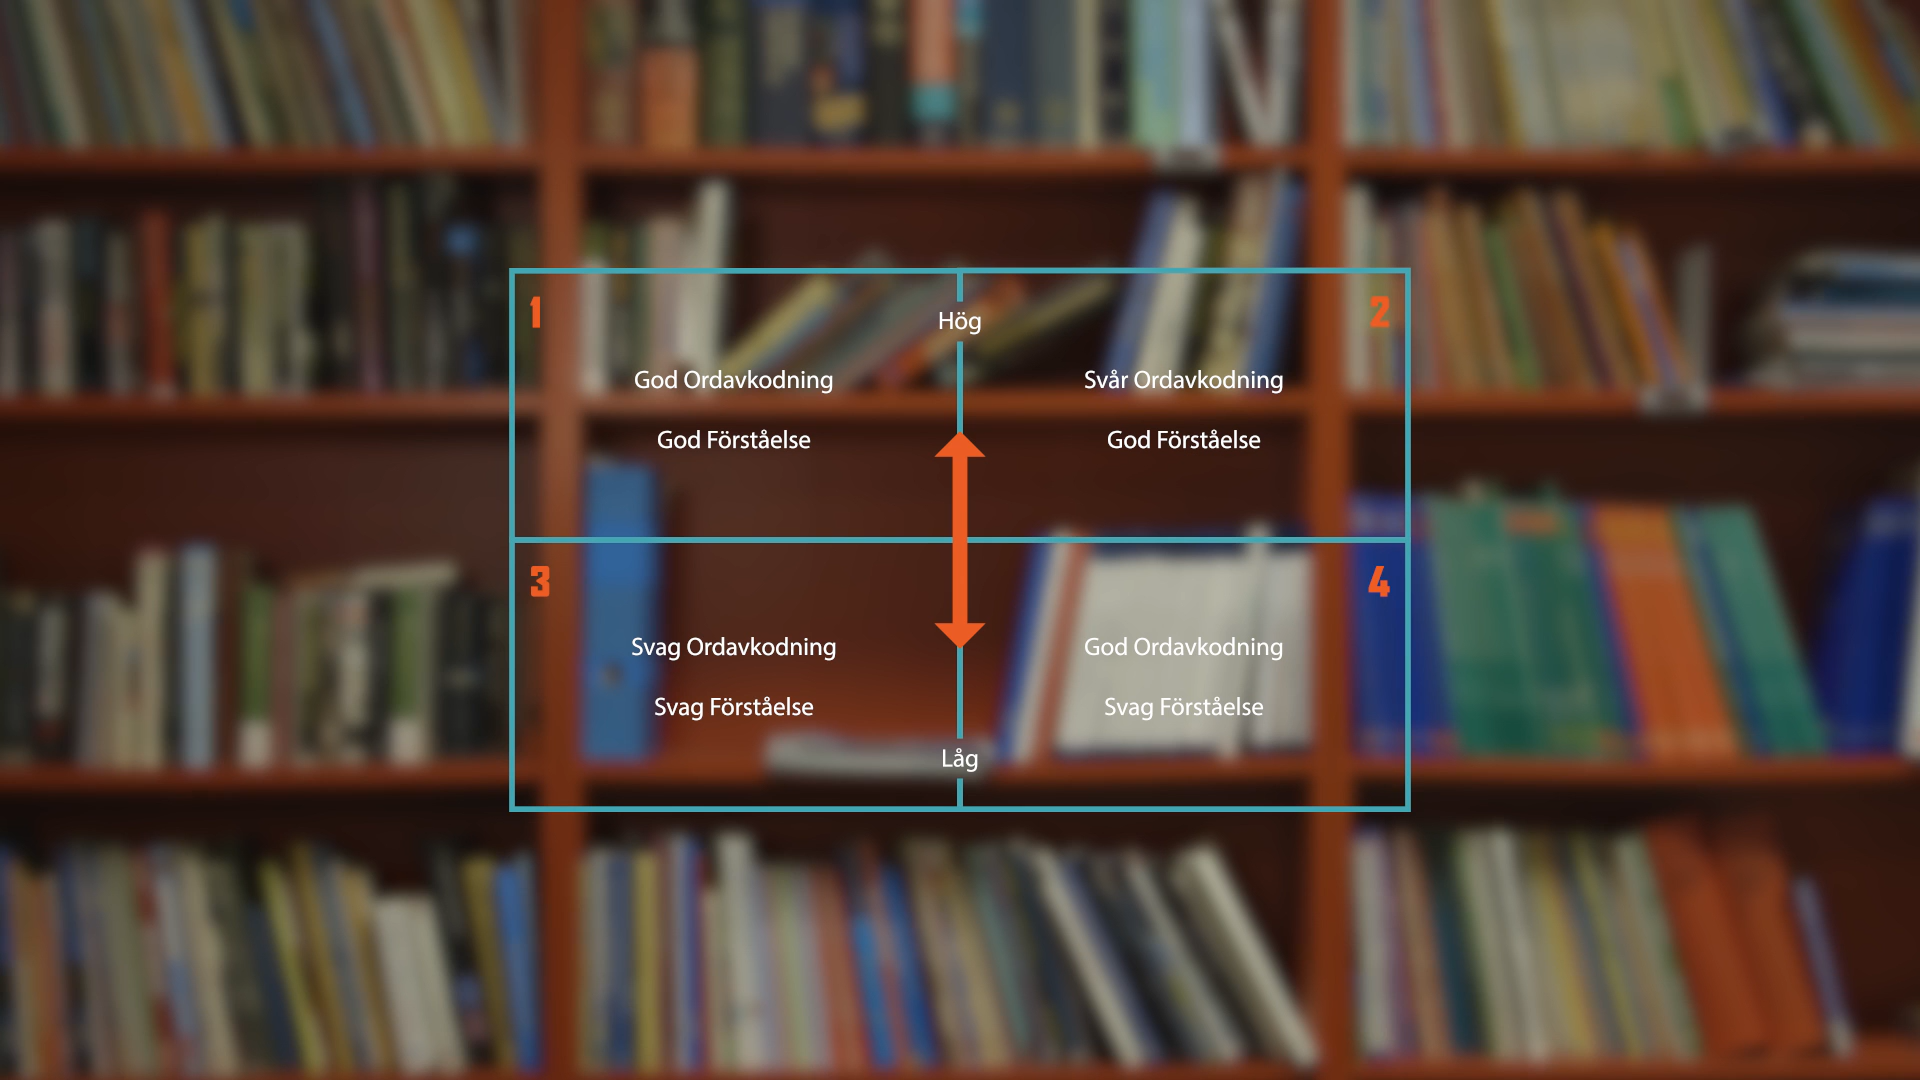 1
2
Hög
God Ordavkodning
Svår Ordavkodning
God Förståelse
God Förståelse
3
4
Svag Ordavkodning
God Ordavkodning
Svag Förståelse
Svag Förståelse
Låg